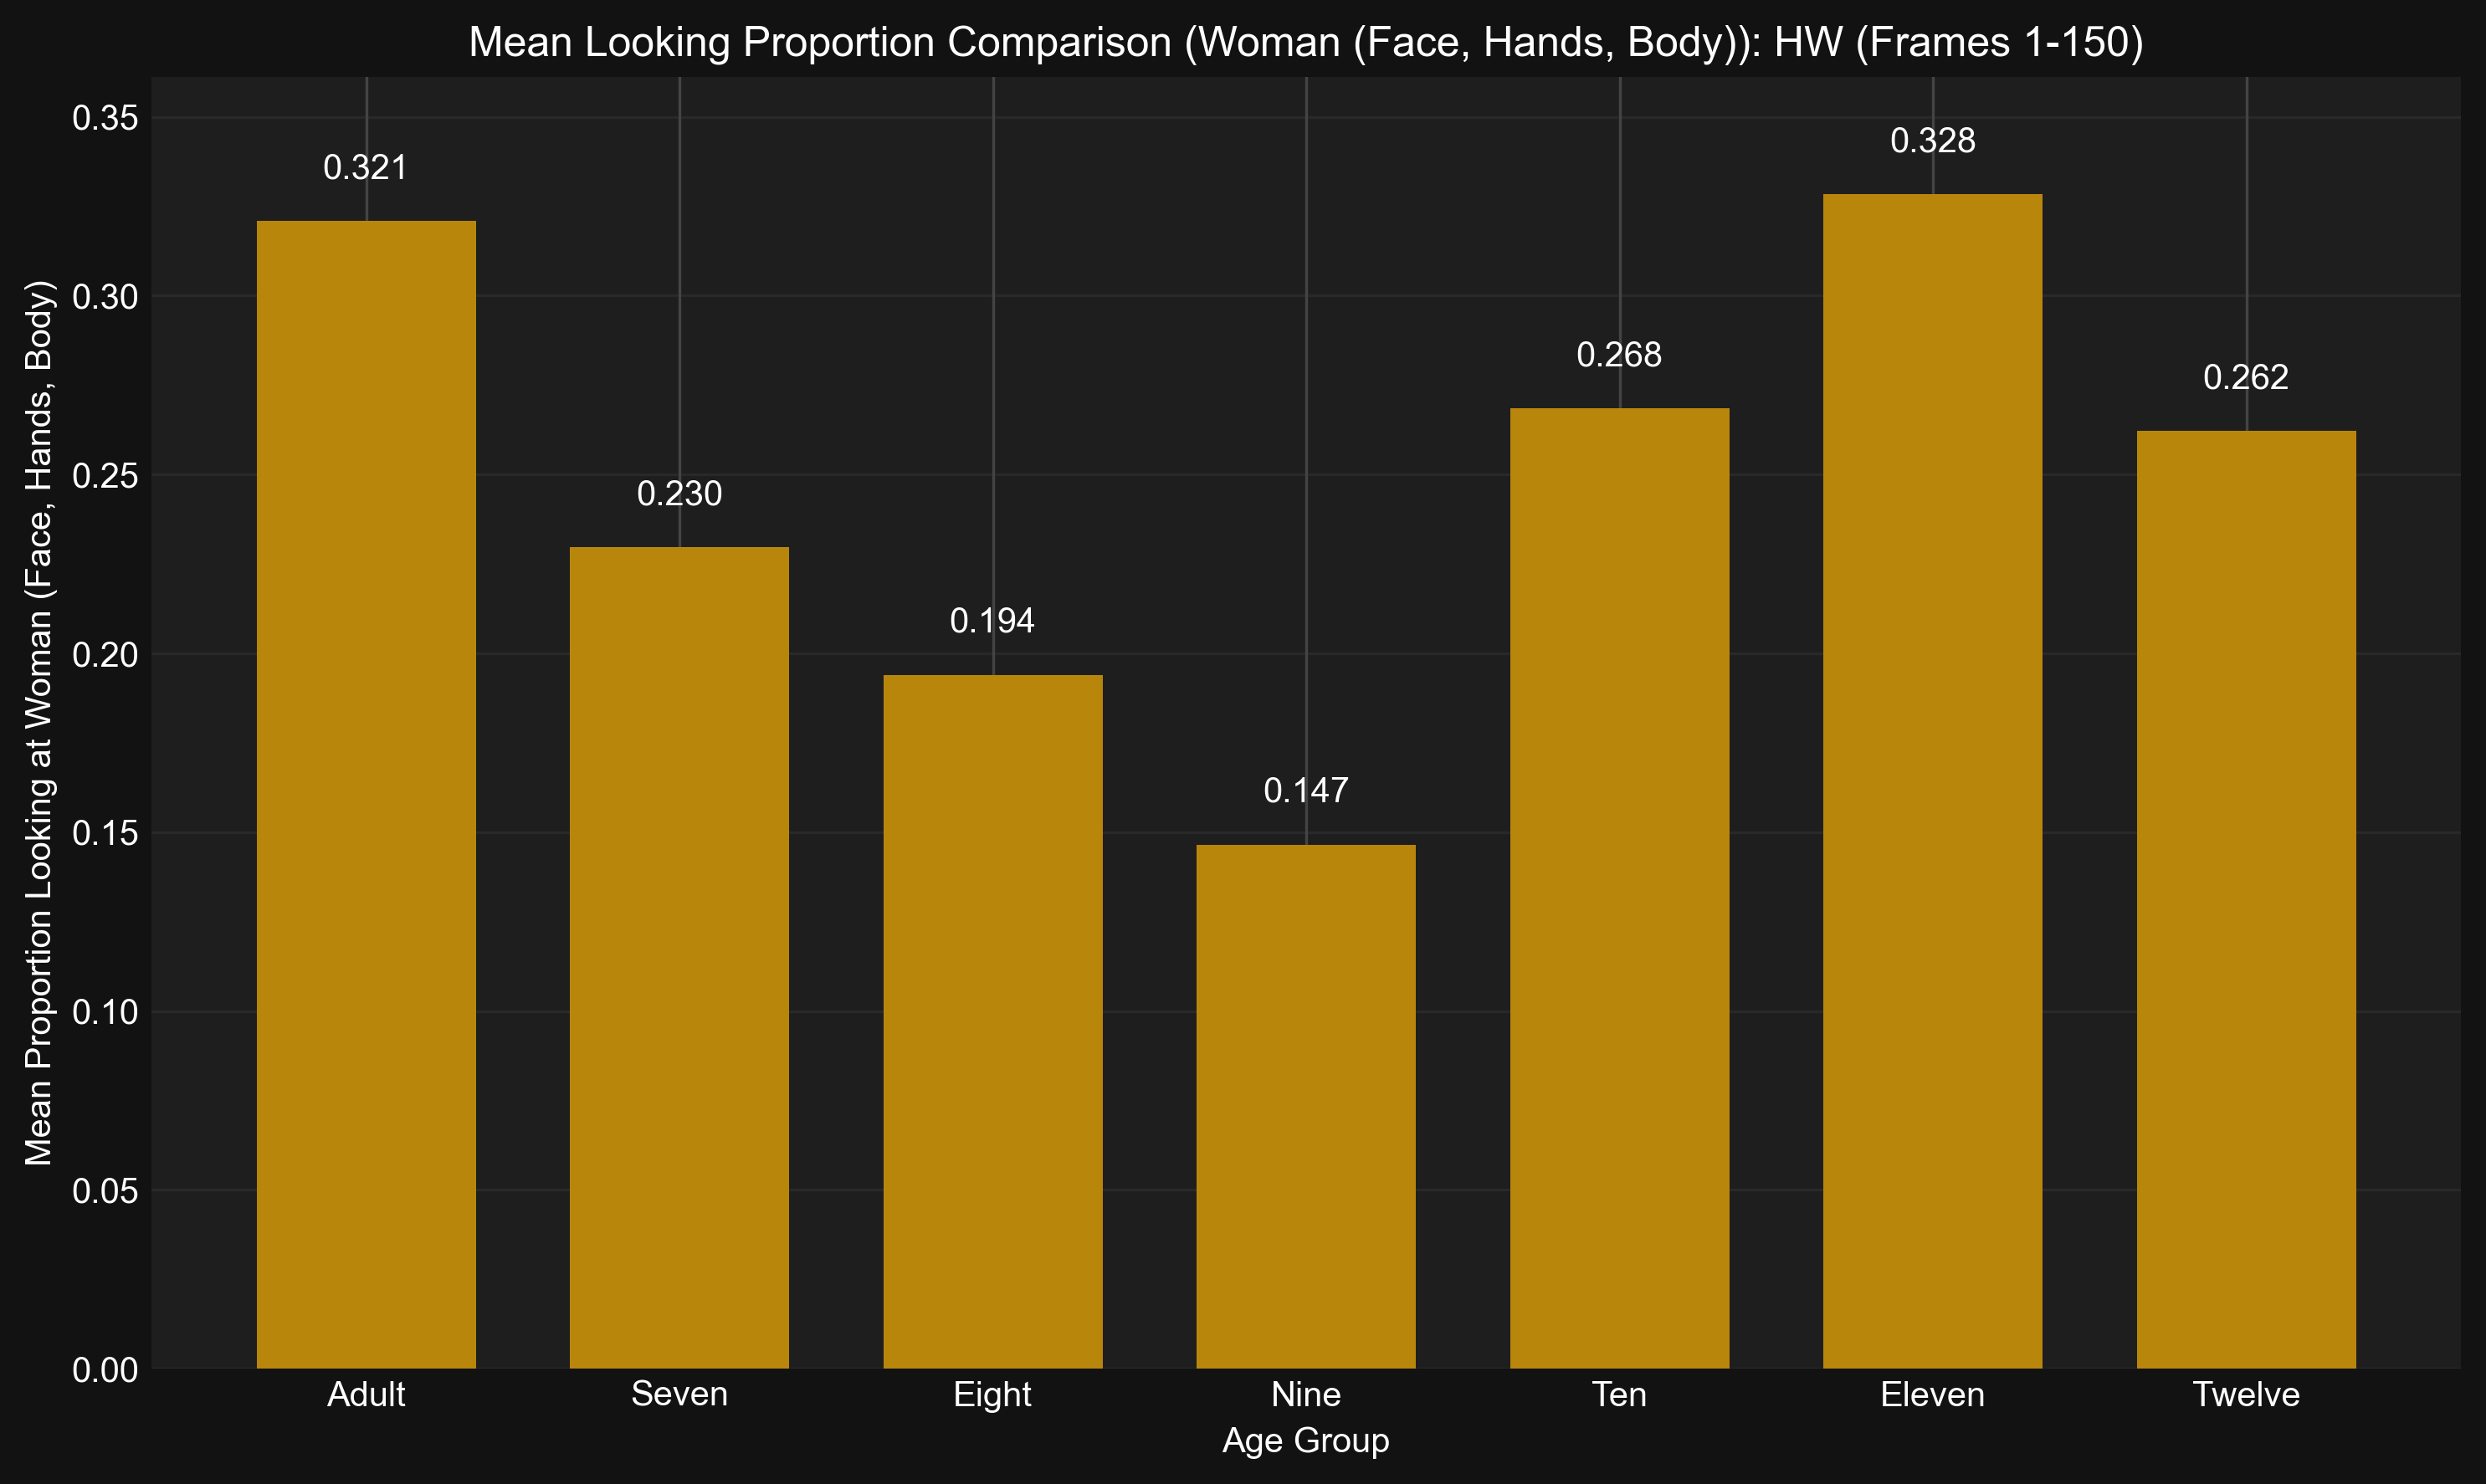 Mean Looking Proportion Comparison (Woman (Face, Hands, Body)): HW (Frames 1-150)
Mean Proportion Looking at Woman (Face, Hands, Body)
0.35
0.30
0.25
0.20
0.15
0.10
0.05
0.00
0.321
0.230
0.194
0.147
0.268
0.328
0.262
Adult
Seven
Eight
Nine
Ten
Eleven
Twelve
Age Group